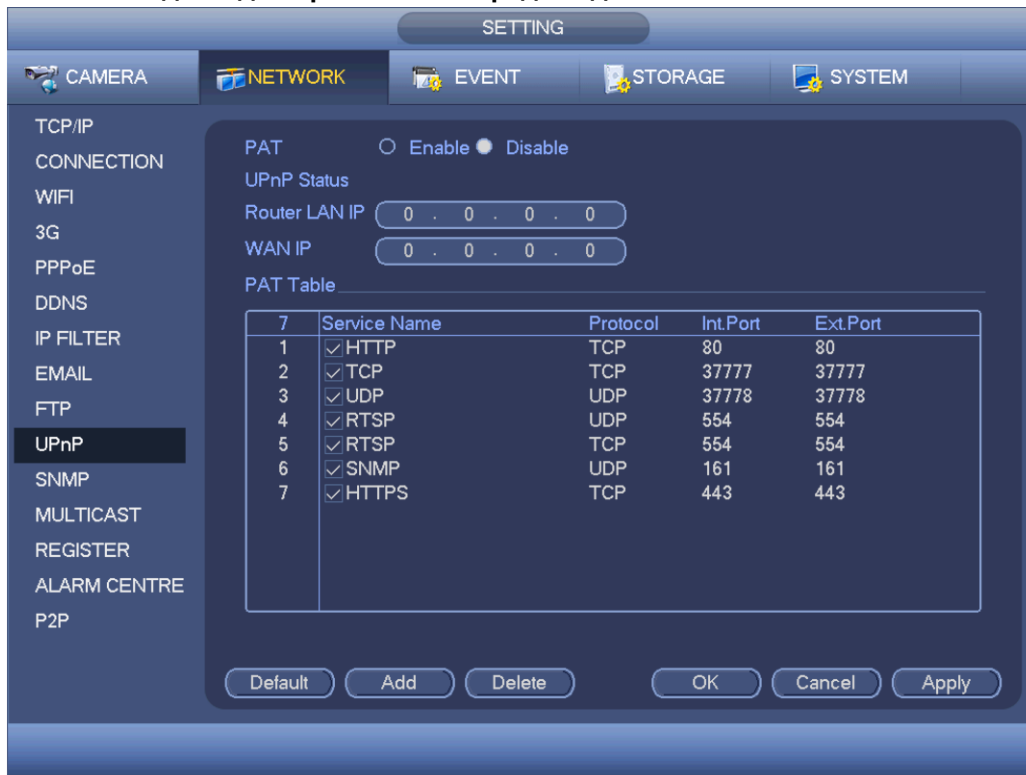 SETTING
CAMERA NETWORK EVENT STORAGE SYSTEM
TCP/IP
CONNECTION
WIFI
3G
PPPoE
DDNS
IP FILTER
EMAIL
FTP
UPnP
SNMP
MULTICAST
REGISTER
ALARM CENTRE
P2P
PAT Enable Disable
UPnP Status
Router LAN IP 0 . 0 . 0 . 0
WAN IP 0 . 0 . 0 . 0
PAT Table
7 Service Name Protocol Int.Port Ext.Port
1 HTTP TCP 80 80
2 TCP TCP 37777 37777
3 UDP UDP 37778 37778
4 RTSP UDP 554 554
5 RTSP TCP 554 554
6 SNMP UDP 161 161
7 HTTPS TCP 443 443
Default Add Delete OK Cancel Apply